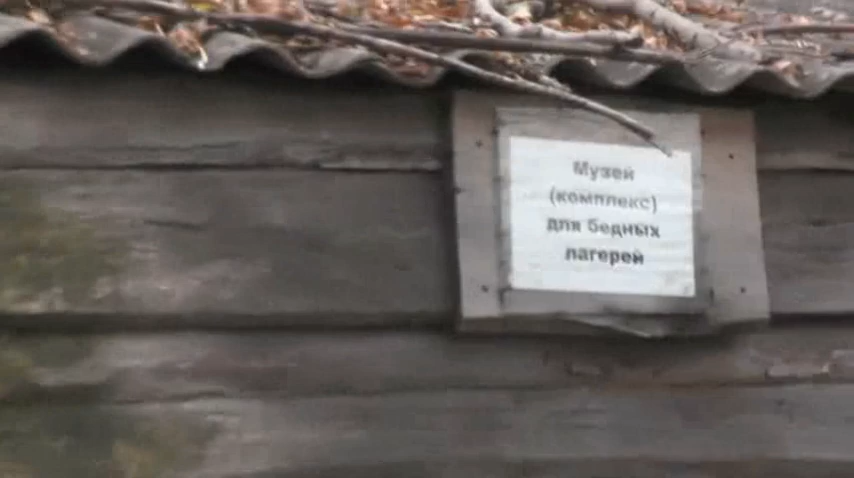 Музей
(комплекс)
для бедных
лагерей